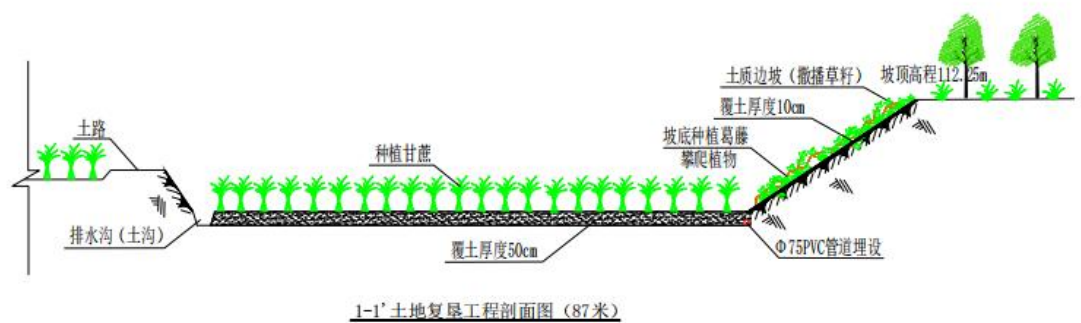 土质边坡（撒播草籽）
坡顶高程112.25m
覆土厚度10cm
土路
种植甘蔗
坡底种植葛藤
攀爬植物
排水沟（土沟）
覆土厚度50cm
Φ75PVC管道埋设
1-1'土地复垦工程剖面图（87米）